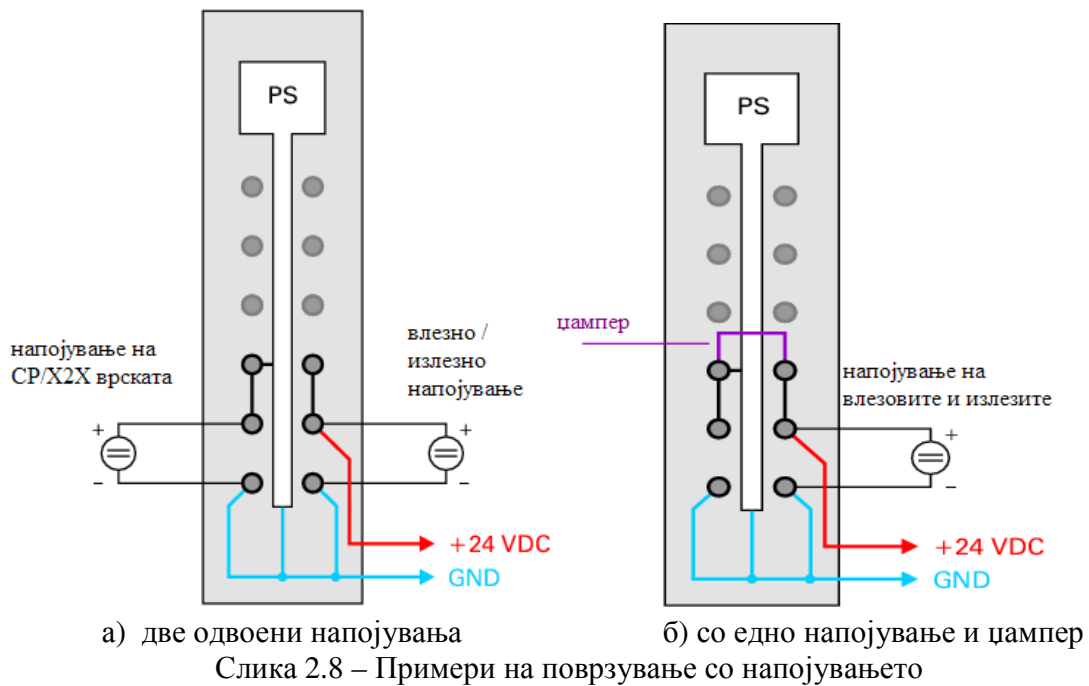 PS
напојување на
CP/X2X врската
влезно /
излезно
напојување
+
−
+
−
+24 VDC
GND
PS
џампер
напојување на
влезовите и излезите
+
−
+24 VDC
GND
а) две одвоени напојувања
б) со едно напојување и џампер
Слика 2.8 – Примери на поврзување со напојувањето